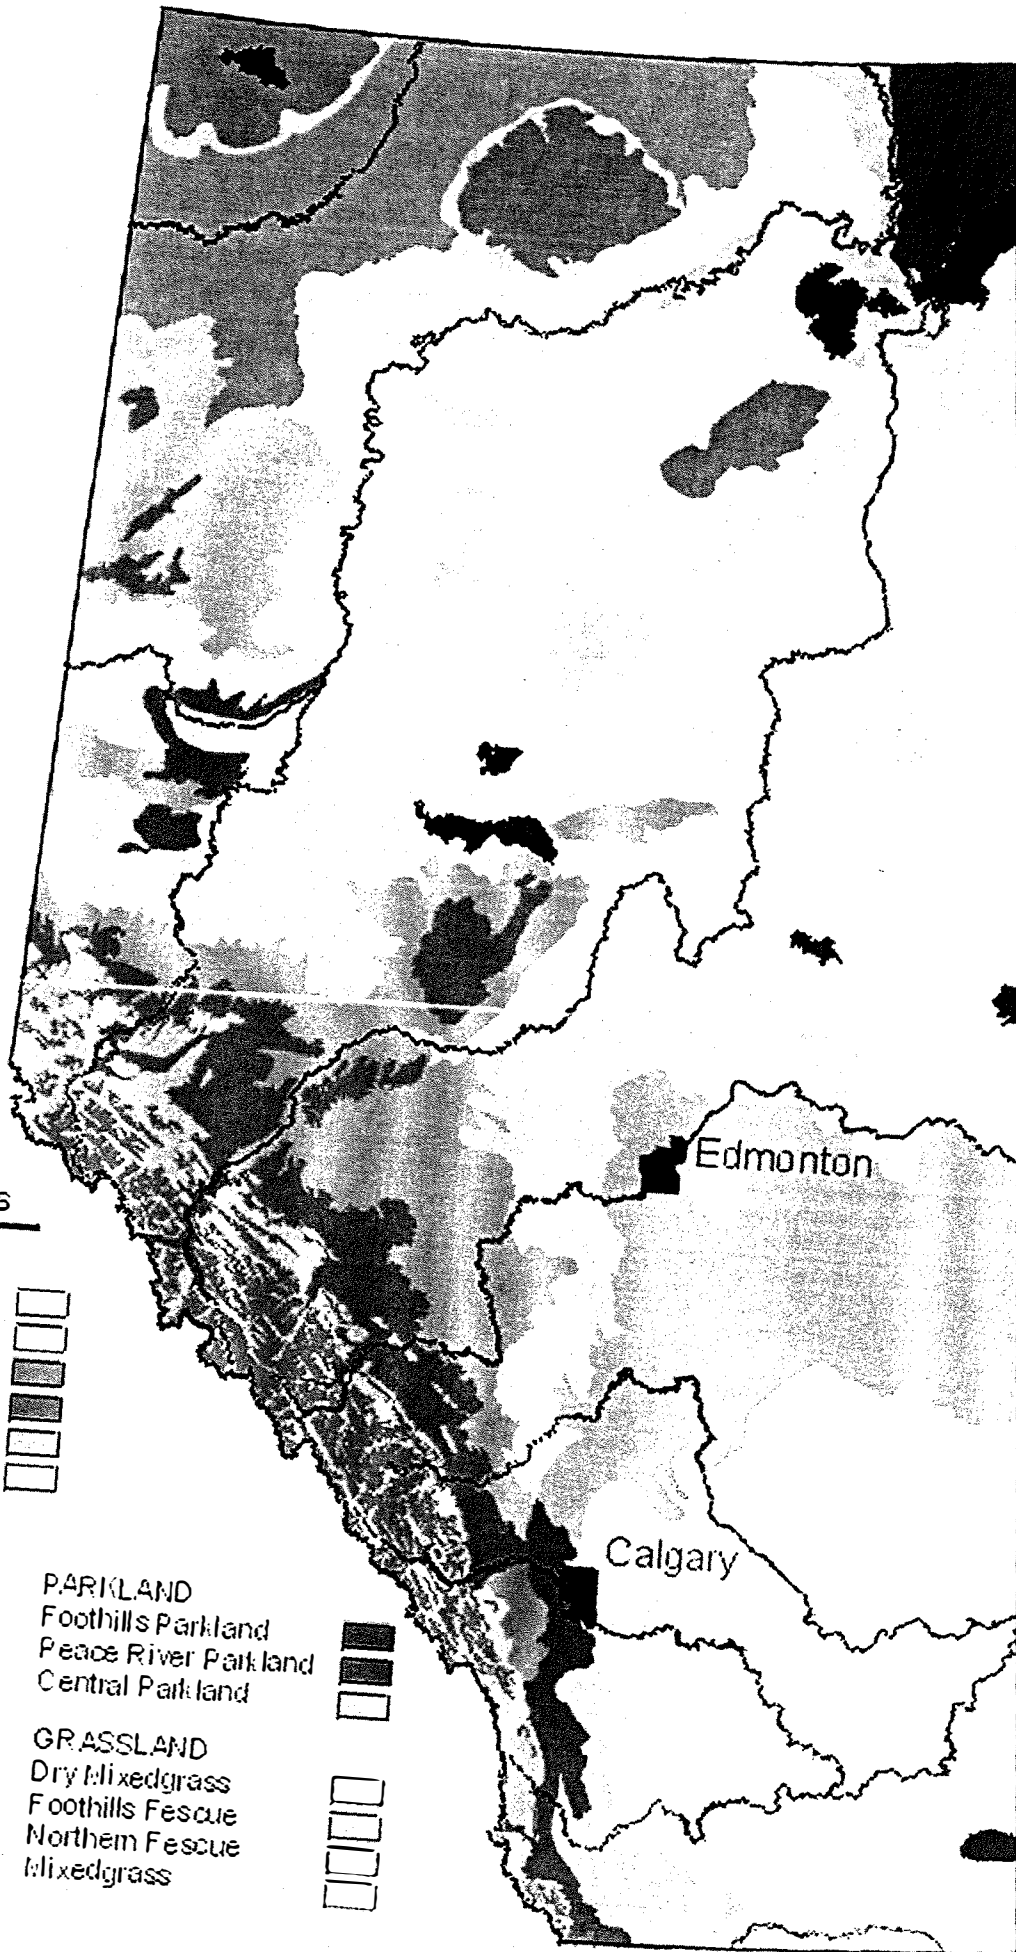 Edmonton
Calgary
PARKLAND
Foothills Parkland
Peace River Parkland
Central Parkland
GRASSLAND
Dry Mixedgrass
Foothills Fescue
Northern Fescue
Mixedgrass